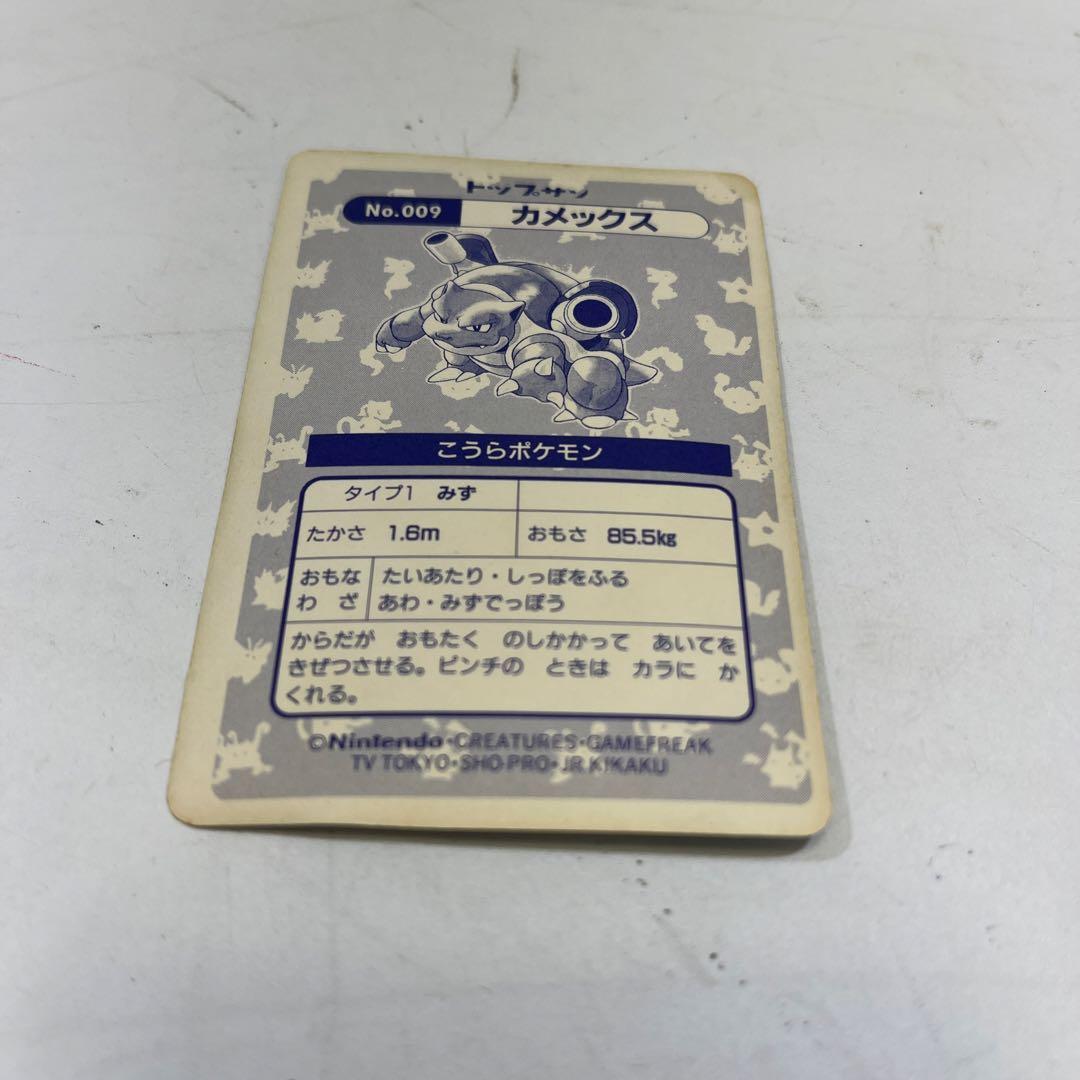 トップサン
No.009 カメックス
こうらポケモン
タイプ1 みず
たかさ 1.6m おもさ 85.5kg
おもな たいあたり・しっぽをふる
わ ざ あわ・みずでっぽう
からだが おもたく のしかかって あいてを
きぜつさせる。ピンチの ときは カラに か
くれる。
©Nintendo・CREATURES・GAMEFREAK
TV TOKYO・SHO PRO・JR KIKAKU